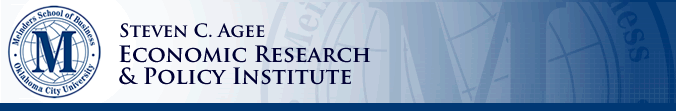 Meinders School of Business
M
Oklahoma City University
STEVEN C. AGEE
ECONOMIC RESEARCH
& POLICY INSTITUTE